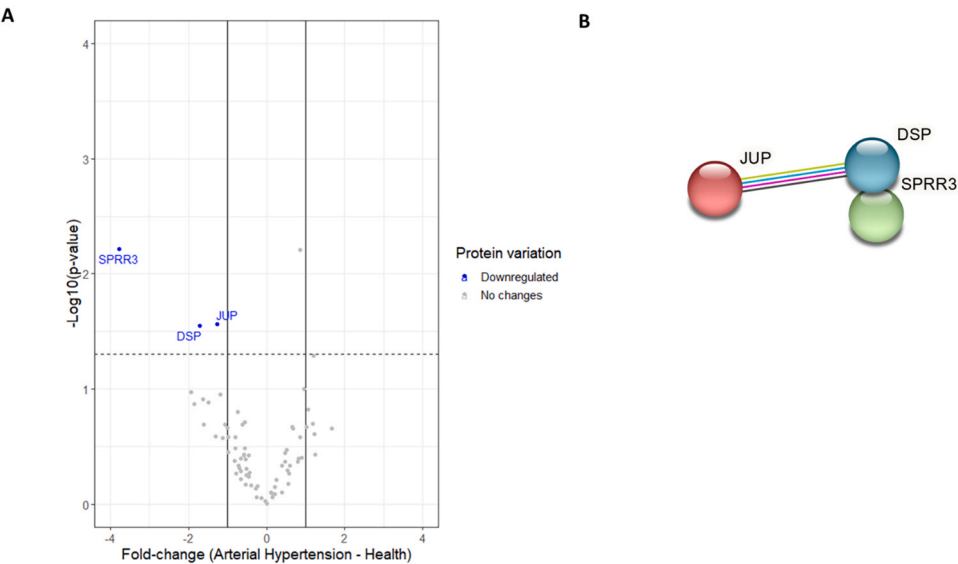 A
-Log10(p-value)
4
3
2
1
0
SPRR3
JUP
DSP
-4
-2
0
2
4
Fold-change (Arterial Hypertension - Health)
Protein variation
Downregulated
No changes
B
JUP
DSP
SPRR3